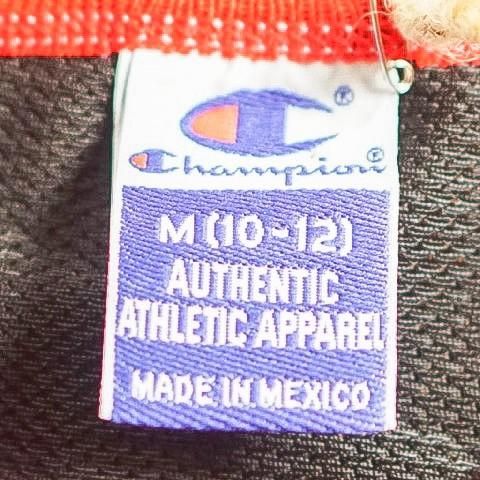 ®
Champion®
M (10-12)
AUTHENTIC
ATHLETIC APPAREL
MADE IN MEXICO